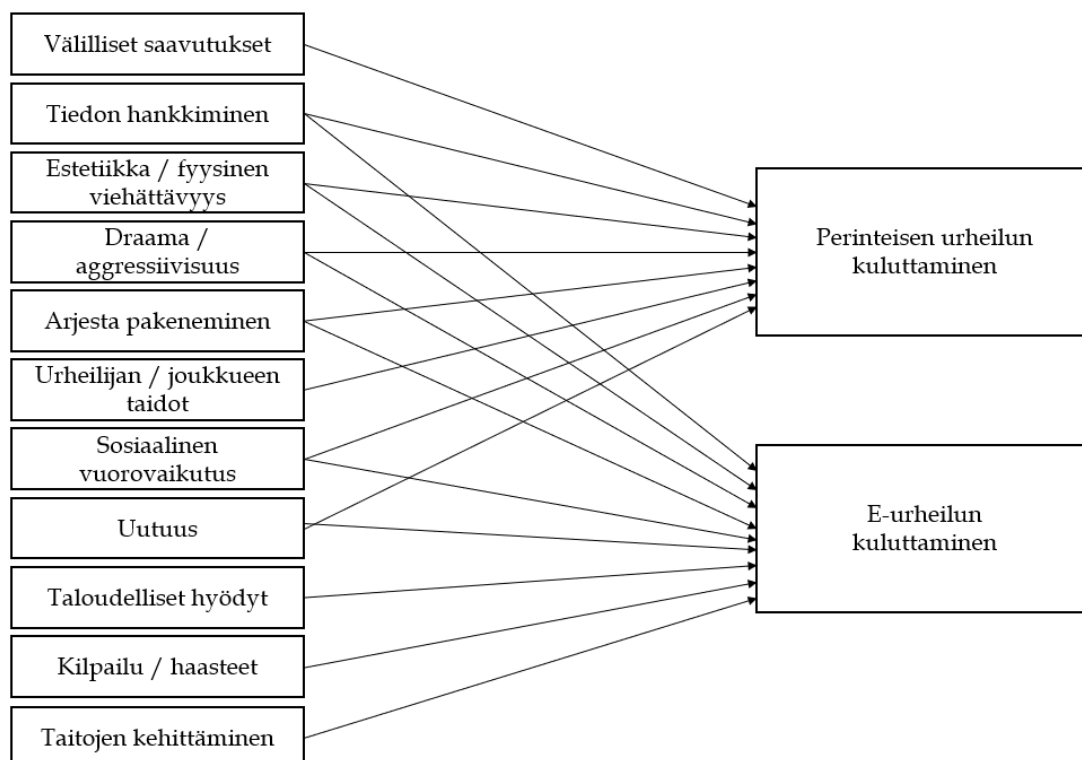 Välilliset saavutukset
Tiedon hankkiminen
Estetiikka / fyysinen
viehättävyys
Draama /
aggressiivisuus
Arjesta pakeneminen
Urheilijan / joukkueen
taidot
Sosiaalinen
vuorovaikutus
Uutuus
Taloudelliset hyödyt
Kilpailu / haasteet
Taitojen kehittäminen
Perinteisen urheilun
kuluttaminen
E-urheilun
kuluttaminen